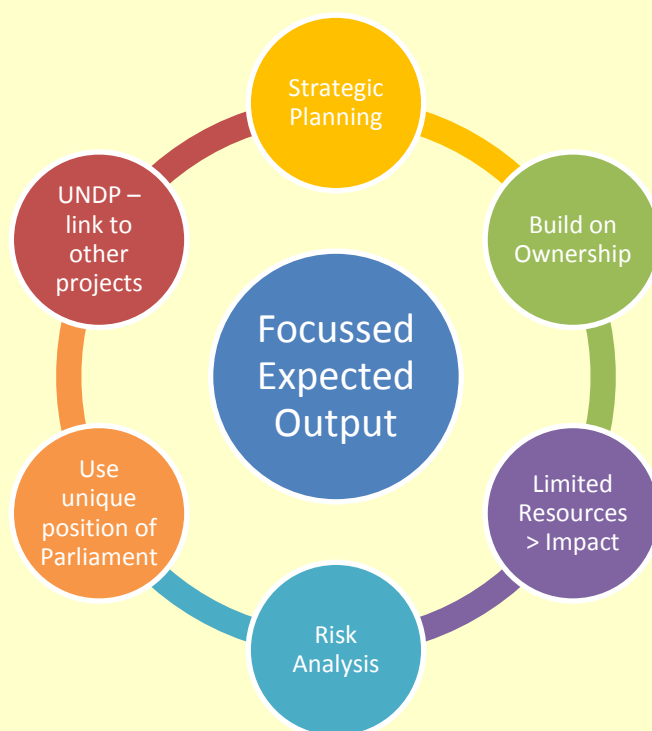 Strategic
Planning
Build on
Ownership
Limited
Resources
> Impact
Risk
Analysis
Use
unique
position of
Parliament
UNDP –
link to
other
projects
Focussed
Expected
Output